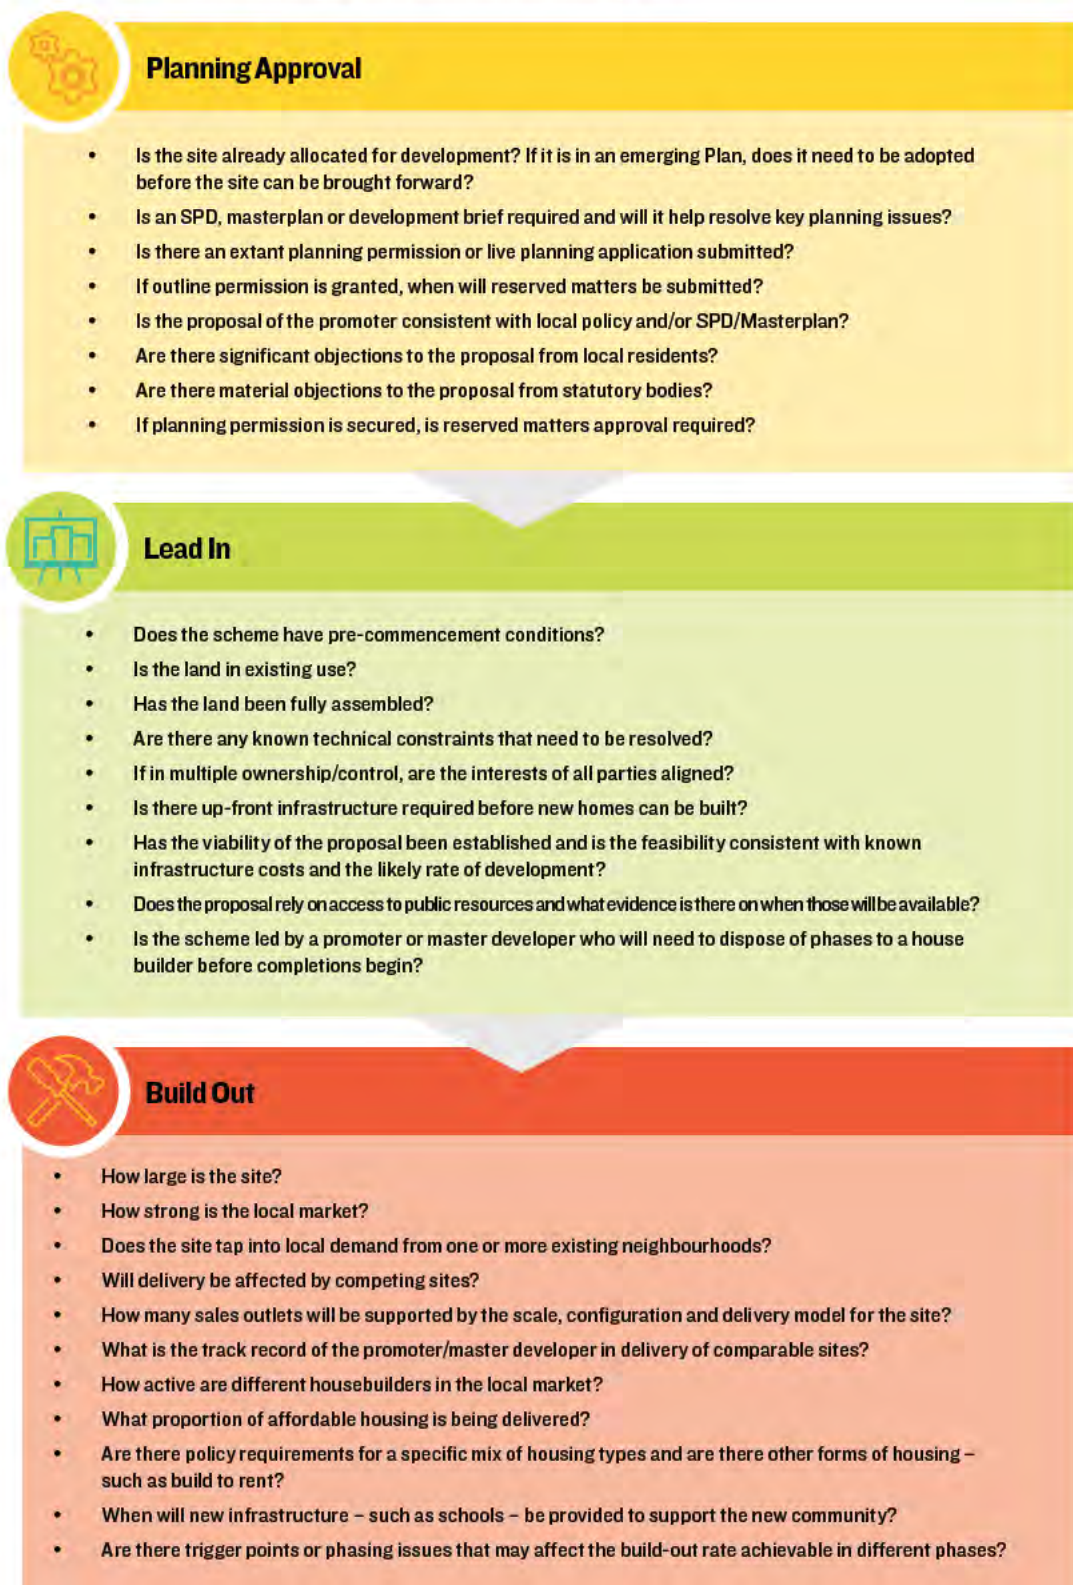 Planning Approval
• Is the site already allocated for development? If it is in an emerging Plan, does it need to be adopted
before the site can be brought forward?
• Is an SPD, masterplan or development brief required and will it help resolve key planning issues?
• Is there an extant planning permission or live planning application submitted?
• If outline permission is granted, when will reserved matters be submitted?
• Is the proposal of the promoter consistent with local policy and/or SPD/Masterplan?
• Are there significant objections to the proposal from local residents?
• Are there material objections to the proposal from statutory bodies?
• If planning permission is secured, is reserved matters approval required?
Lead In
• Does the scheme have pre-commencement conditions?
• Is the land in existing use?
• Has the land been fully assembled?
• Are there any known technical constraints that need to be resolved?
• If in multiple ownership/control, are the interests of all parties aligned?
• Is there up-front infrastructure required before new homes can be built?
• Has the viability of the proposal been established and is the feasibility consistent with known
infrastructure costs and the likely rate of development?
• Does the proposal rely on access to public resources and what evidence is there on when those will be available?
• Is the scheme led by a promoter or master developer who will need to dispose of phases to a house
builder before completions begin?
Build Out
• How large is the site?
• How strong is the local market?
• Does the site tap into local demand from one or more existing neighbourhoods?
• Will delivery be affected by competing sites?
• How many sales outlets will be supported by the scale, configuration and delivery model for the site?
• What is the track record of the promoter/master developer in delivery of comparable sites?
• How active are different housebuilders in the local market?
• What proportion of affordable housing is being delivered?
• Are there policy requirements for a specific mix of housing types and are there other forms of housing –
such as build to rent?
• When will new infrastructure – such as schools – be provided to support the new community?
• Are there trigger points or phasing issues that may affect the build-out rate achievable in different phases?